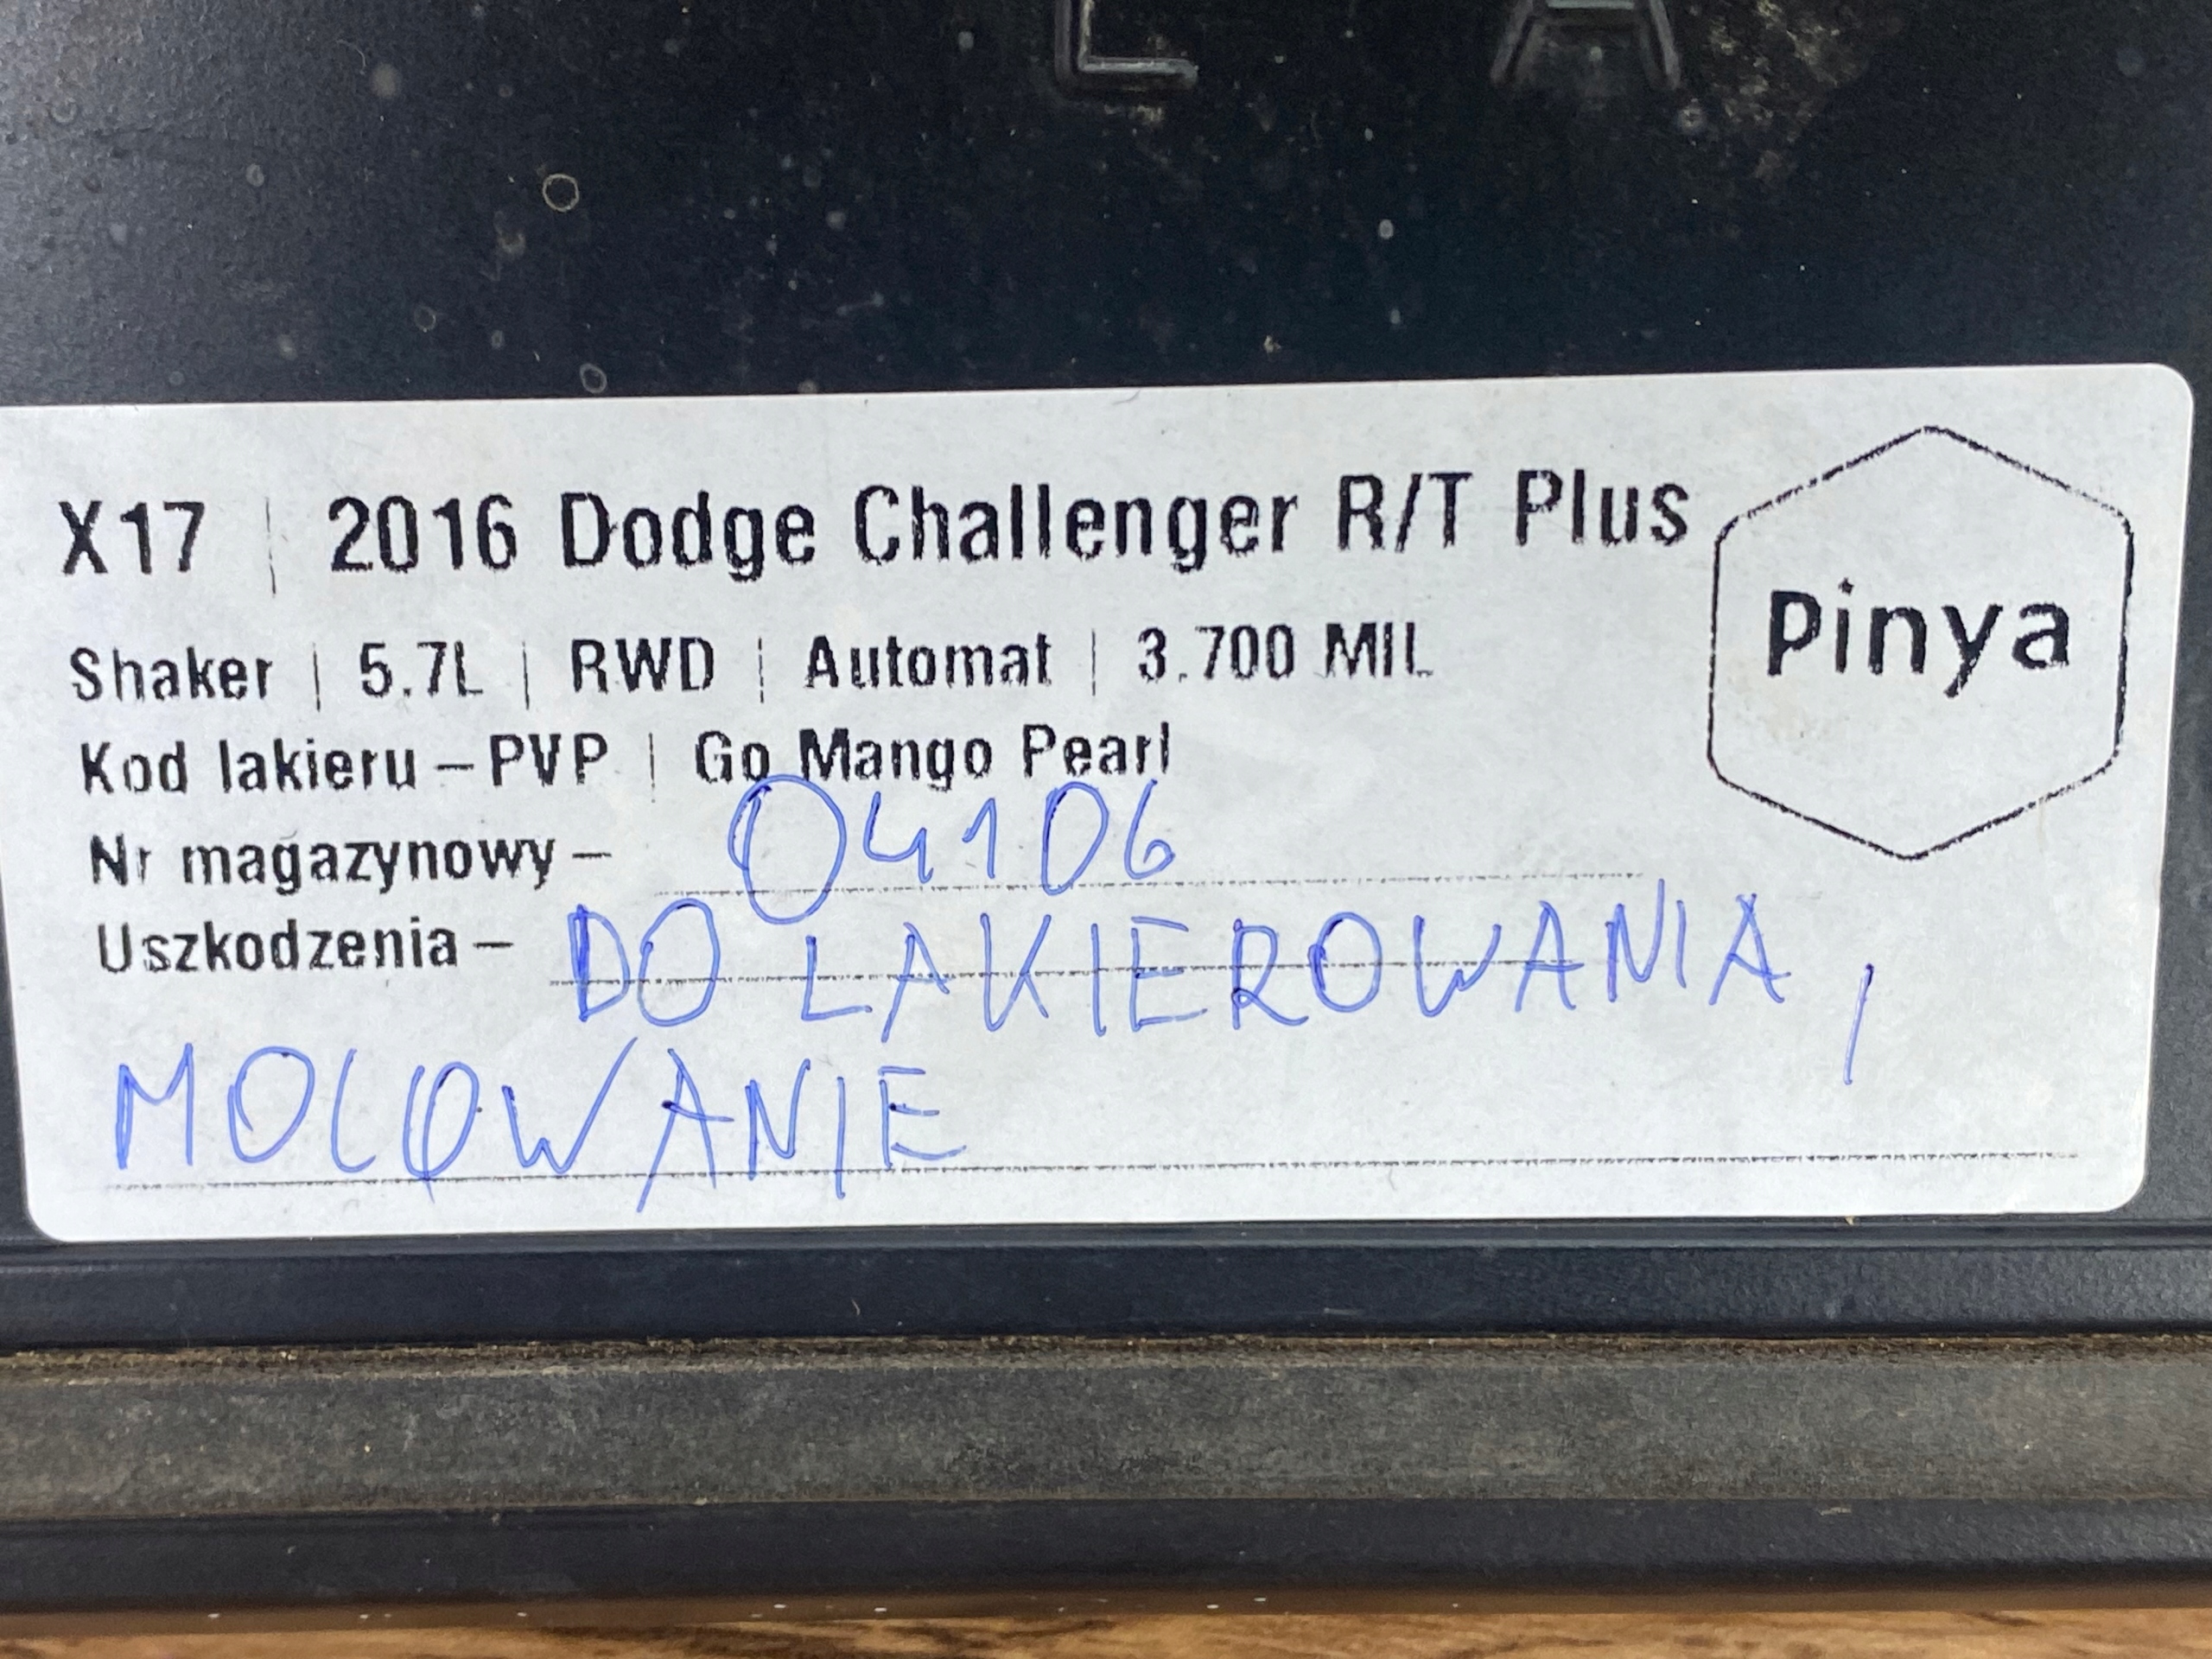 L A
X17 | 2016 Dodge Challenger R/T Plus
Pinya
Shaker | 5.7L | RWD | Automat | 3.700 MIL
Kod lakieru – PVP | Go Mango Pearl
Nr magazynowy – 04106
Uszkodzenia – DO LAKIEROWANIA,
MOCOWANIE